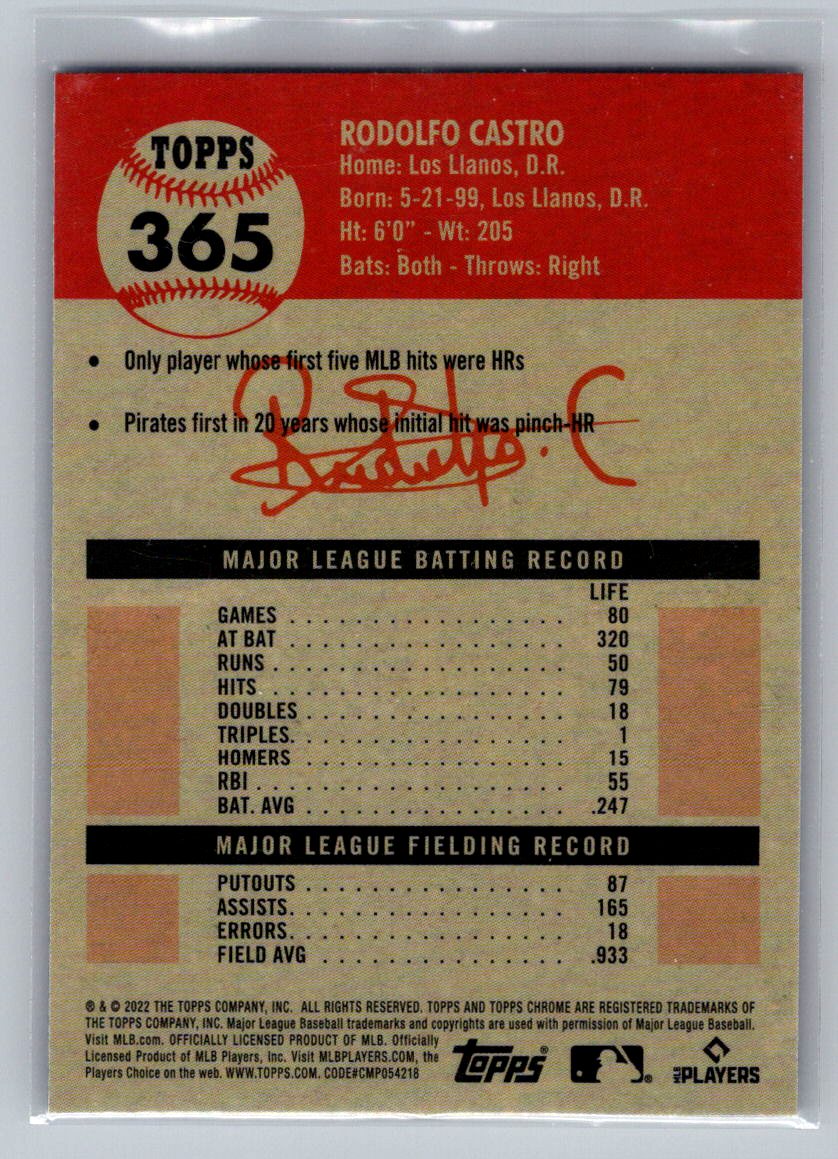 TOPPS
365
RODOLFO CASTRO
Home: Los Llanos, D.R.
Born: 5-21-99, Los Llanos, D.R.
Ht: 6'0" - Wt: 205
Bats: Both - Throws: Right
• Only player whose first five MLB hits were HRs
• Pirates first in 20 years whose initial hit was pinch-HR
Rodolfo. C
MAJOR LEAGUE BATTING RECORD
LIFE
GAMES . . . . . . . . . . . . . . . . . 80
AT BAT . . . . . . . . . . . . . . . . . 320
RUNS . . . . . . . . . . . . . . . . . . 50
HITS . . . . . . . . . . . . . . . . . . 79
DOUBLES . . . . . . . . . . . . . . . . 18
TRIPLES. . . . . . . . . . . . . . . . . 1
HOMERS . . . . . . . . . . . . . . . . 15
RBI . . . . . . . . . . . . . . . . . . . 55
BAT. AVG . . . . . . . . . . . . . . . . .247
MAJOR LEAGUE FIELDING RECORD
PUTOUTS . . . . . . . . . . . . . . . . 87
ASSISTS. . . . . . . . . . . . . . . . . 165
ERRORS. . . . . . . . . . . . . . . . . 18
FIELD AVG . . . . . . . . . . . . . . . .933
® & © 2022 THE TOPPS COMPANY, INC. ALL RIGHTS RESERVED. TOPPS AND TOPPS CHROME ARE REGISTERED TRADEMARKS OF
THE TOPPS COMPANY, INC. Major League Baseball trademarks and copyrights are used with permission of Major League Baseball.
Visit MLB.com. OFFICIALLY LICENSED PRODUCT OF MLB. Officially
Licensed Product of MLB Players, Inc. Visit MLBPLAYERS.COM, the
Players Choice on the web. WWW.TOPPS.COM. CODE#CMP054218
topps®
®
MLB PLAYERS